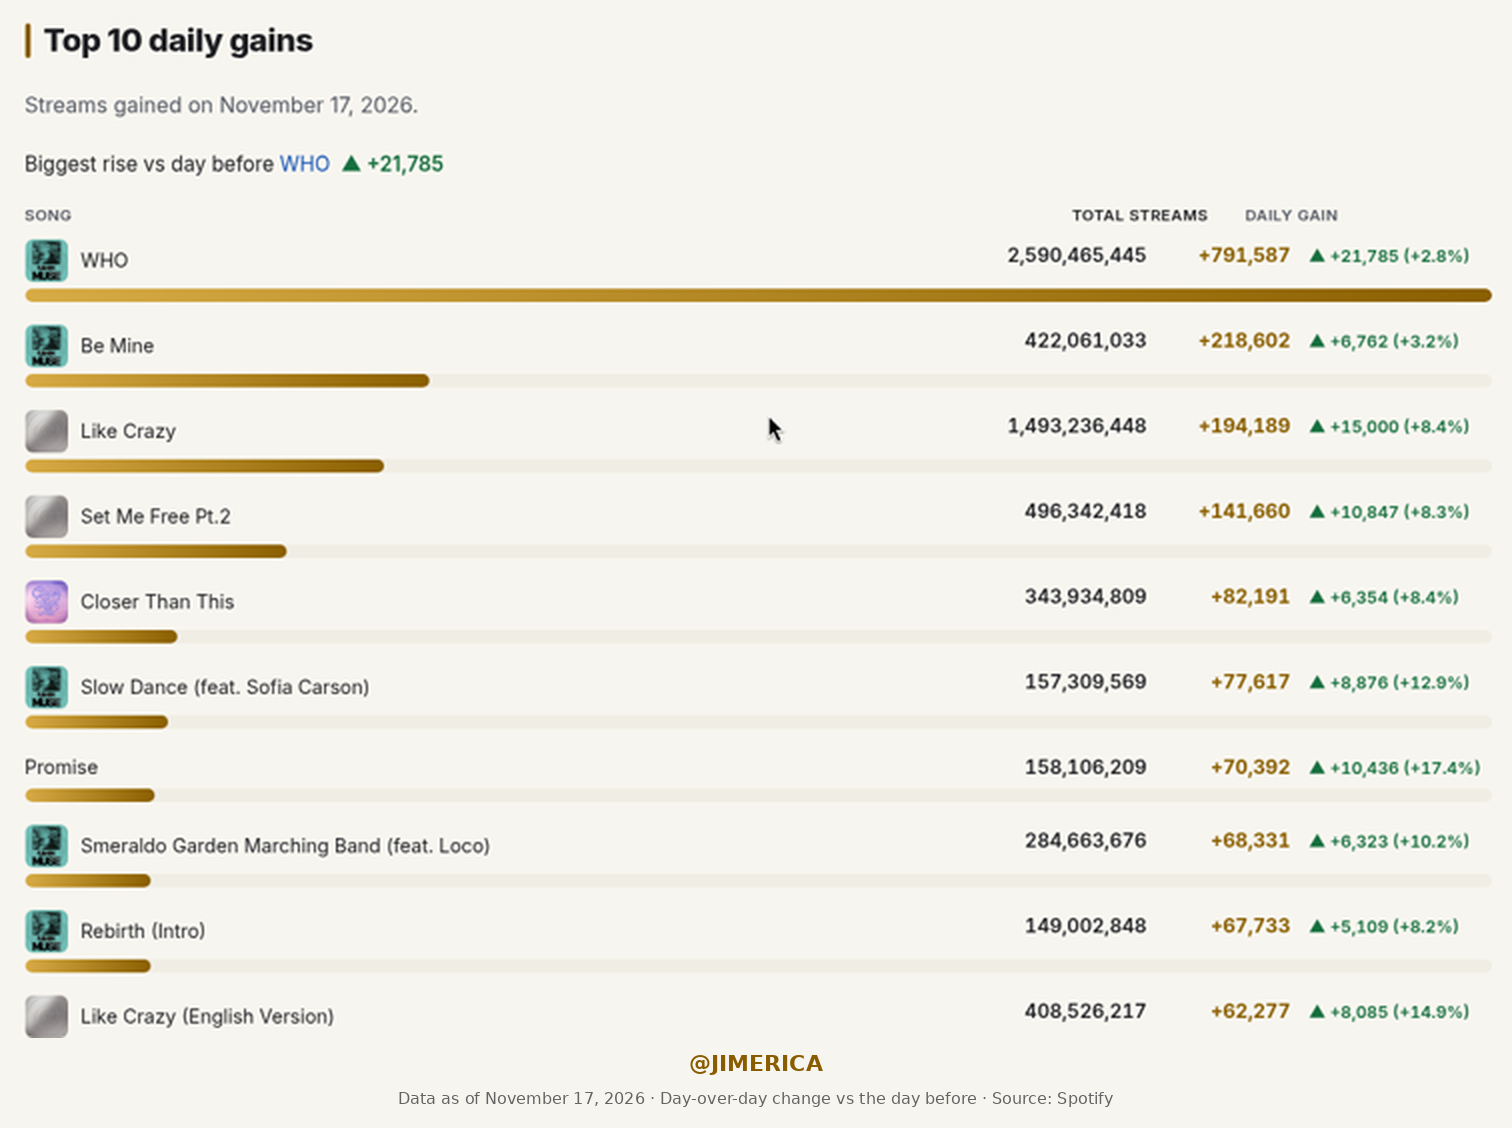 Top 10 daily gains
Streams gained on November 17, 2026.
Biggest rise vs day before WHO ▲ +21,785
SONG TOTAL STREAMS DAILY GAIN
WHO 2,590,465,445 +791,587 ▲ +21,785 (+2.8%)
Be Mine 422,061,033 +218,602 ▲ +6,762 (+3.2%)
Like Crazy 1,493,236,448 +194,189 ▲ +15,000 (+8.4%)
Set Me Free Pt.2 496,342,418 +141,660 ▲ +10,847 (+8.3%)
Closer Than This 343,934,809 +82,191 ▲ +6,354 (+8.4%)
Slow Dance (feat. Sofia Carson) 157,309,569 +77,617 ▲ +8,876 (+12.9%)
Promise 158,106,209 +70,392 ▲ +10,436 (+17.4%)
Smeraldo Garden Marching Band (feat. Loco) 284,663,676 +68,331 ▲ +6,323 (+10.2%)
Rebirth (Intro) 149,002,848 +67,733 ▲ +5,109 (+8.2%)
Like Crazy (English Version) 408,526,217 +62,277 ▲ +8,085 (+14.9%)
@JIMERICA
Data as of November 17, 2026 · Day-over-day change vs the day before · Source: Spotify